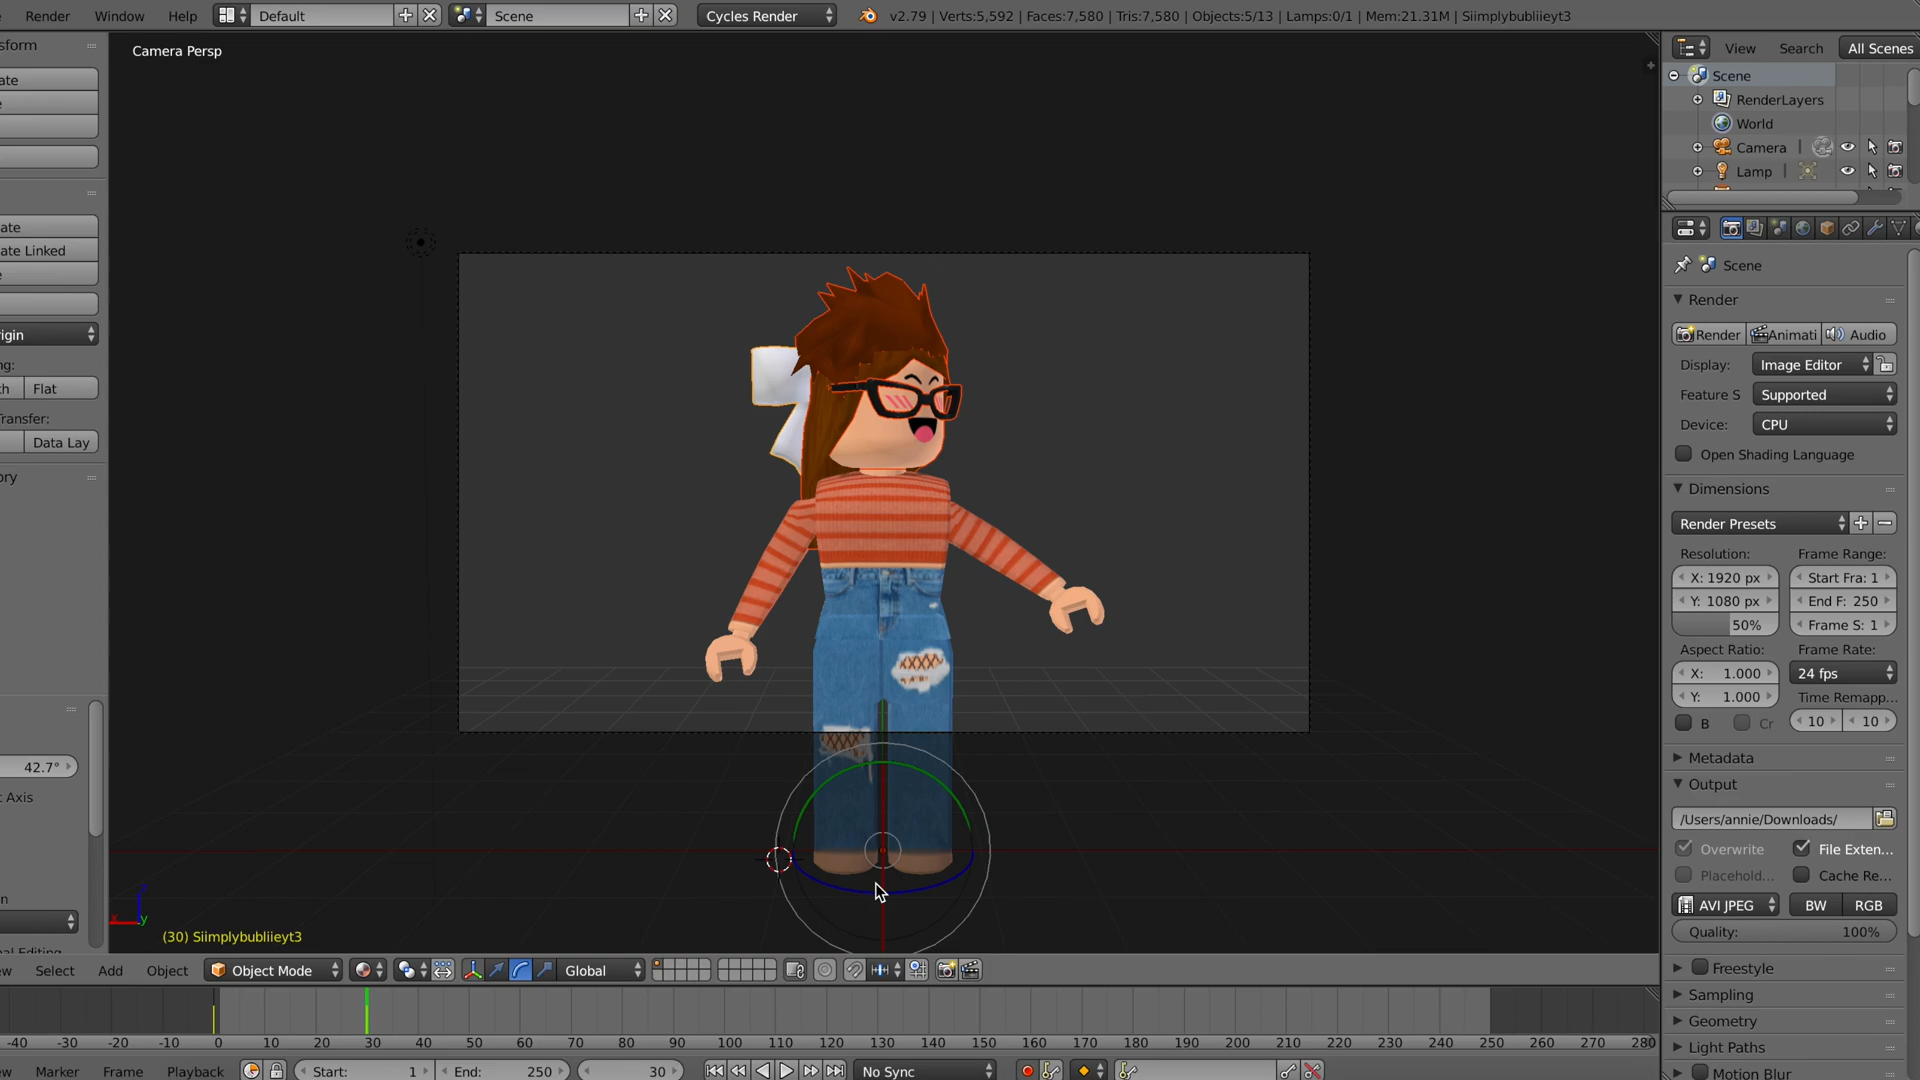 Render Window Help Default Scene Cycles Render v2.79 | Verts:5,592 | Faces:7,580 | Tris:7,580 | Objects:5/13 | Lamps:0/1 | Mem:21.31M | Siimplybubliieyt3
Camera Persp
sform
ate
e
ate
ate Linked
e
igin
ng:
th Flat
Transfer:
Data Lay
ory
42.7°
t Axis
n
nal Editing
View Search All Scenes
Scene
RenderLayers
World
Camera
Lamp
Scene
Render
Render Animati Audio
Display: Image Editor
Feature S Supported
Device: CPU
Open Shading Language
Dimensions
Render Presets
Resolution: Frame Range:
X: 1920 px Start Fra: 1
Y: 1080 px End F: 250
50% Frame S: 1
Aspect Ratio: Frame Rate:
X: 1.000 24 fps
Y: 1.000 Time Remapp...
B Cr 10 10
Metadata
Output
/Users/annie/Downloads/
Overwrite File Exten...
Placehold... Cache Re...
AVI JPEG BW RGB
Quality: 100%
Freestyle
Sampling
Geometry
Light Paths
Motion Blur
x z y
(30) Siimplybubliieyt3
ew Select Add Object Object Mode Global
-40 -30 -20 -10 0 10 20 30 40 50 60 70 80 90 100 110 120 130 140 150 160 170 180 190 200 210 220 230 240 250 260 270 280
ew Marker Frame Playback Start: 1 End: 250 30 No Sync